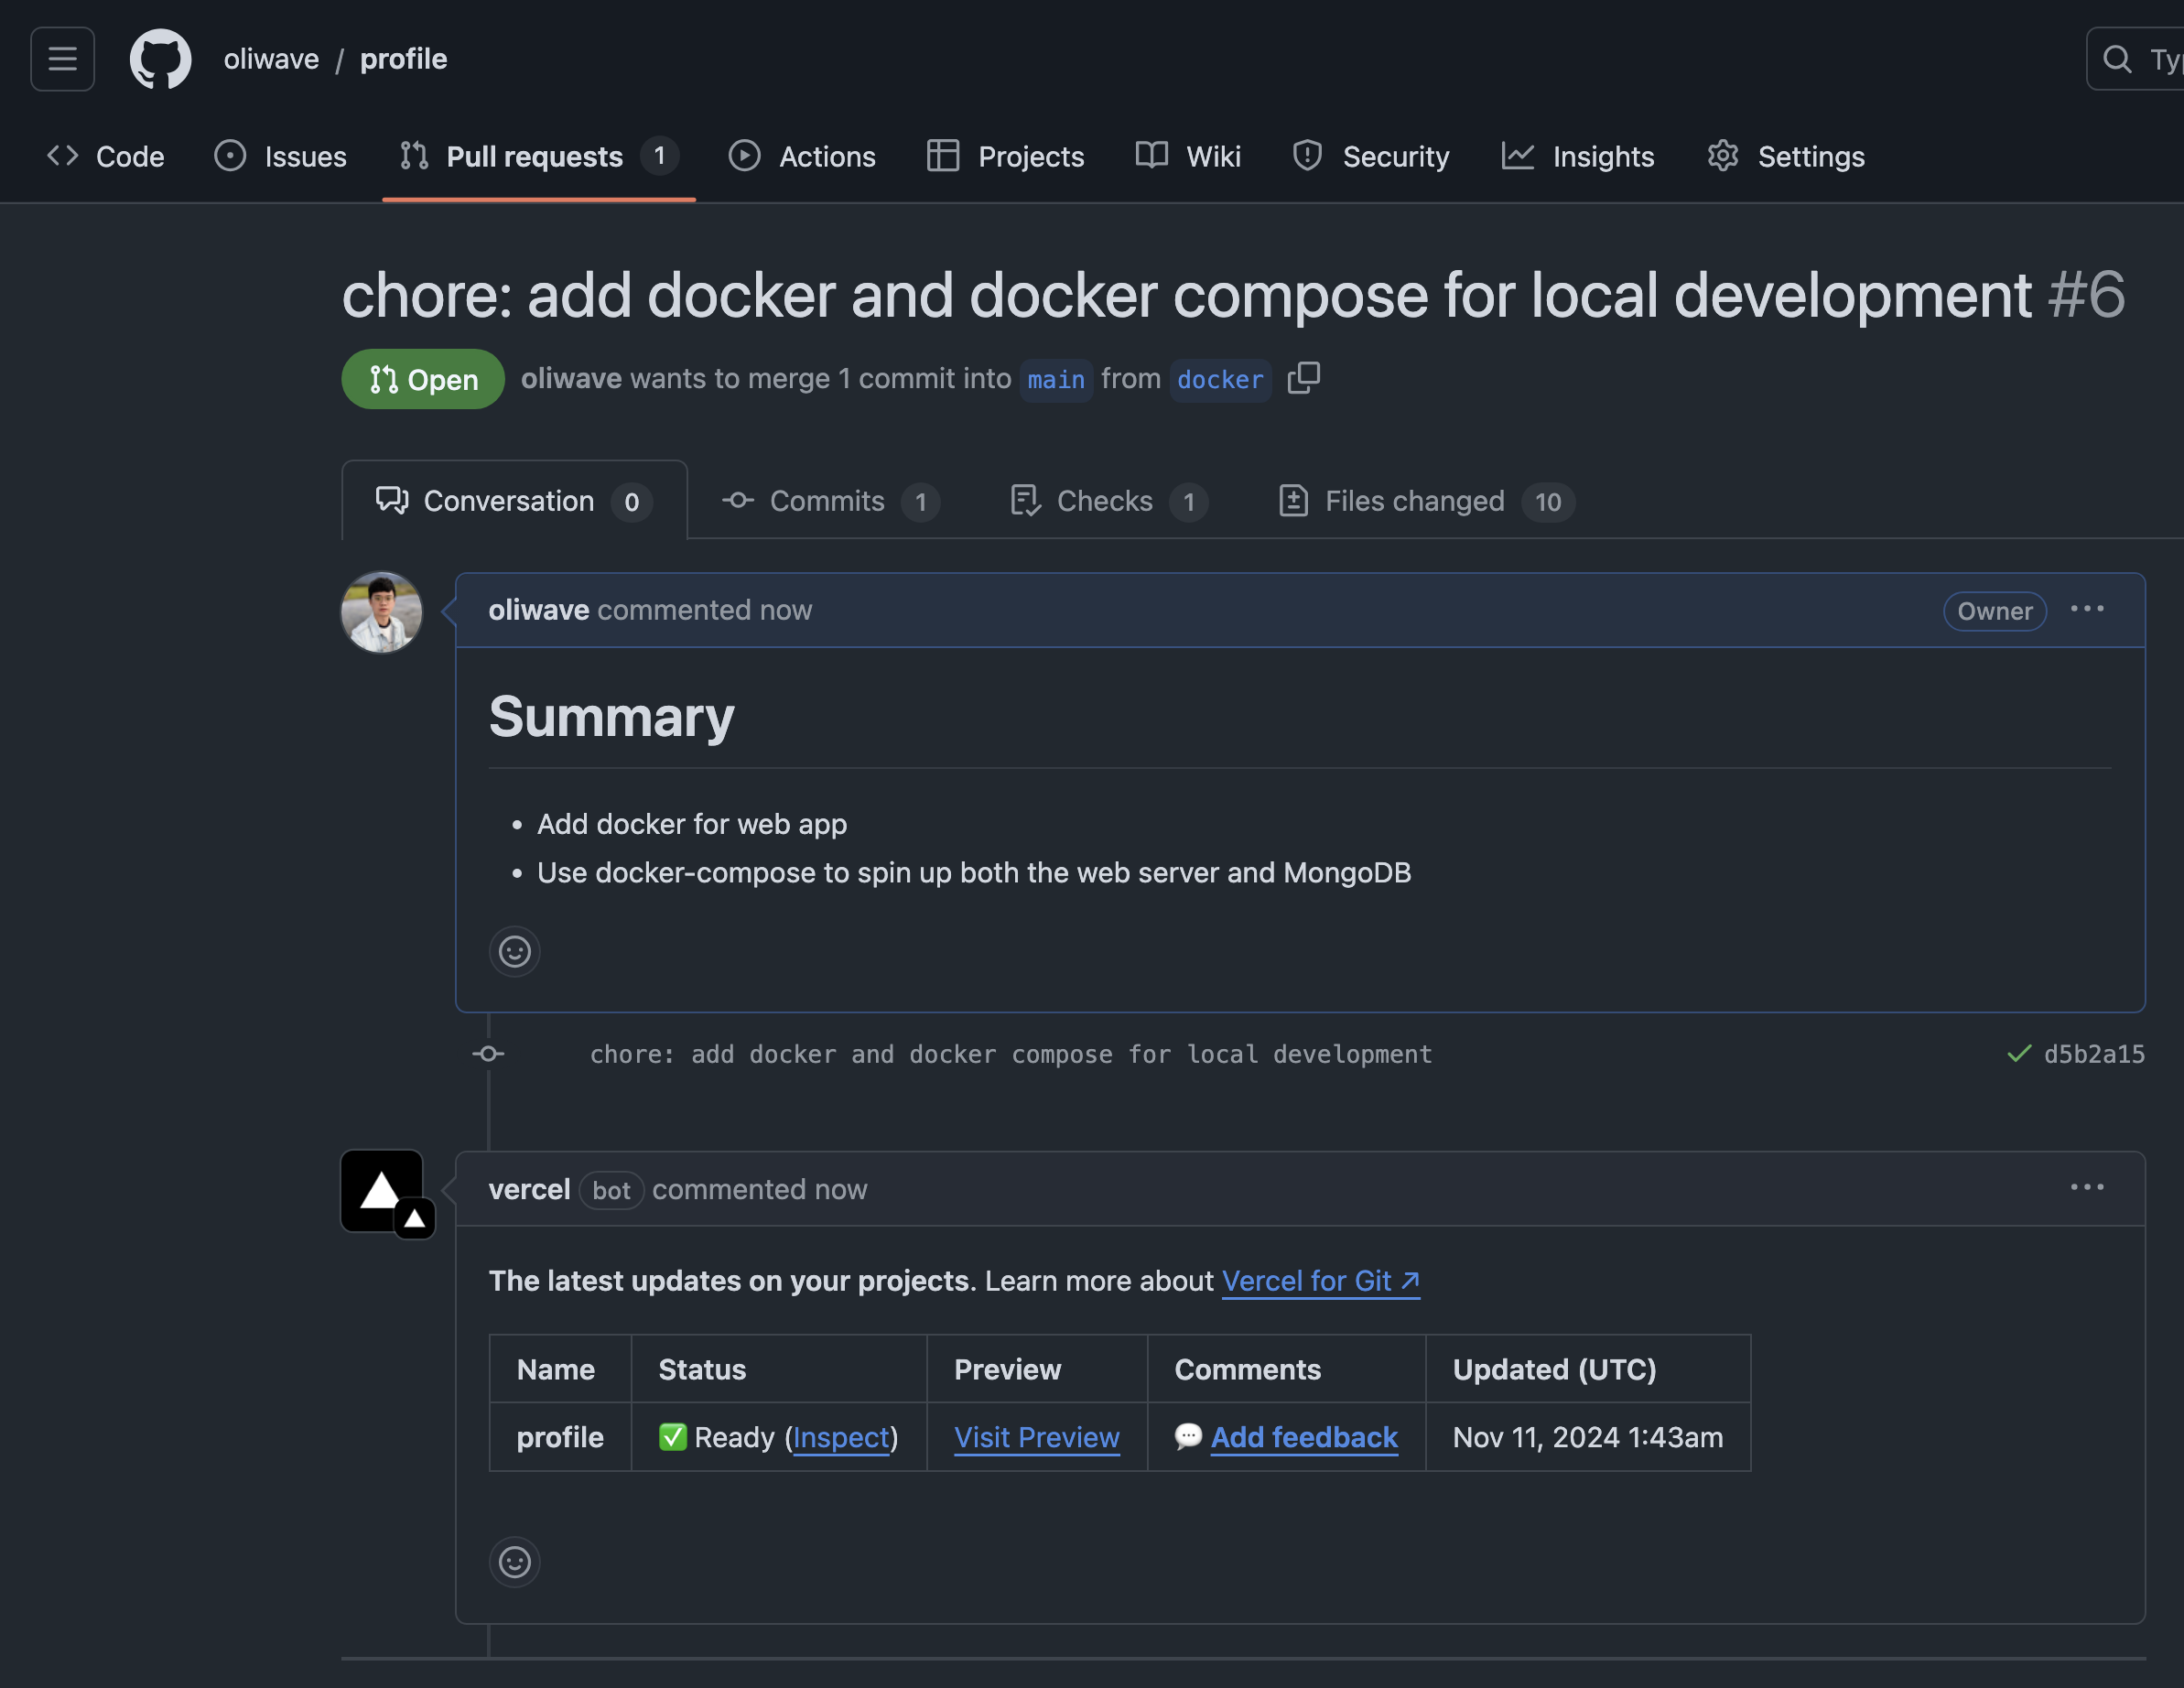 oliwave / profile
Ty
Code Issues Pull requests 1 Actions Projects Wiki Security Insights Settings
chore: add docker and docker compose for local development #6
Open oliwave wants to merge 1 commit into main from docker
Conversation 0 Commits 1 Checks 1 Files changed 10
oliwave commented now Owner
Summary
• Add docker for web app
• Use docker-compose to spin up both the web server and MongoDB
chore: add docker and docker compose for local development d5b2a15
vercel bot commented now
The latest updates on your projects. Learn more about Vercel for Git ↗
Name Status Preview Comments Updated (UTC)
profile ✅ Ready (Inspect) Visit Preview 💬 Add feedback Nov 11, 2024 1:43am